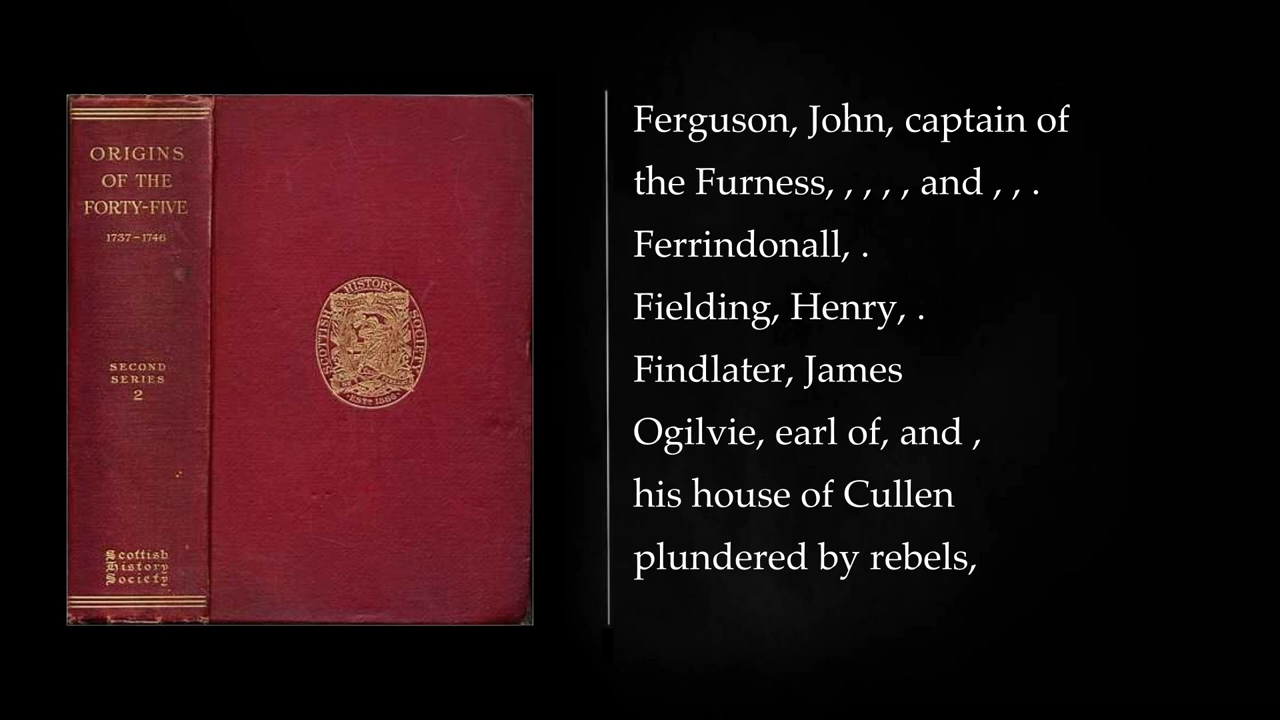 ORIGINS
OF THE
FORTY-FIVE
1737-1746
SECOND
SERIES
2
Scottish
History
Society
SCOTTISH HISTORY SOCIETY
·ESTD 1886·
Ferguson, John, captain of
the Furness, , , , , and , , .
Ferrindonall, .
Fielding, Henry, .
Findlater, James
Ogilvie, earl of, and ,
his house of Cullen
plundered by rebels,